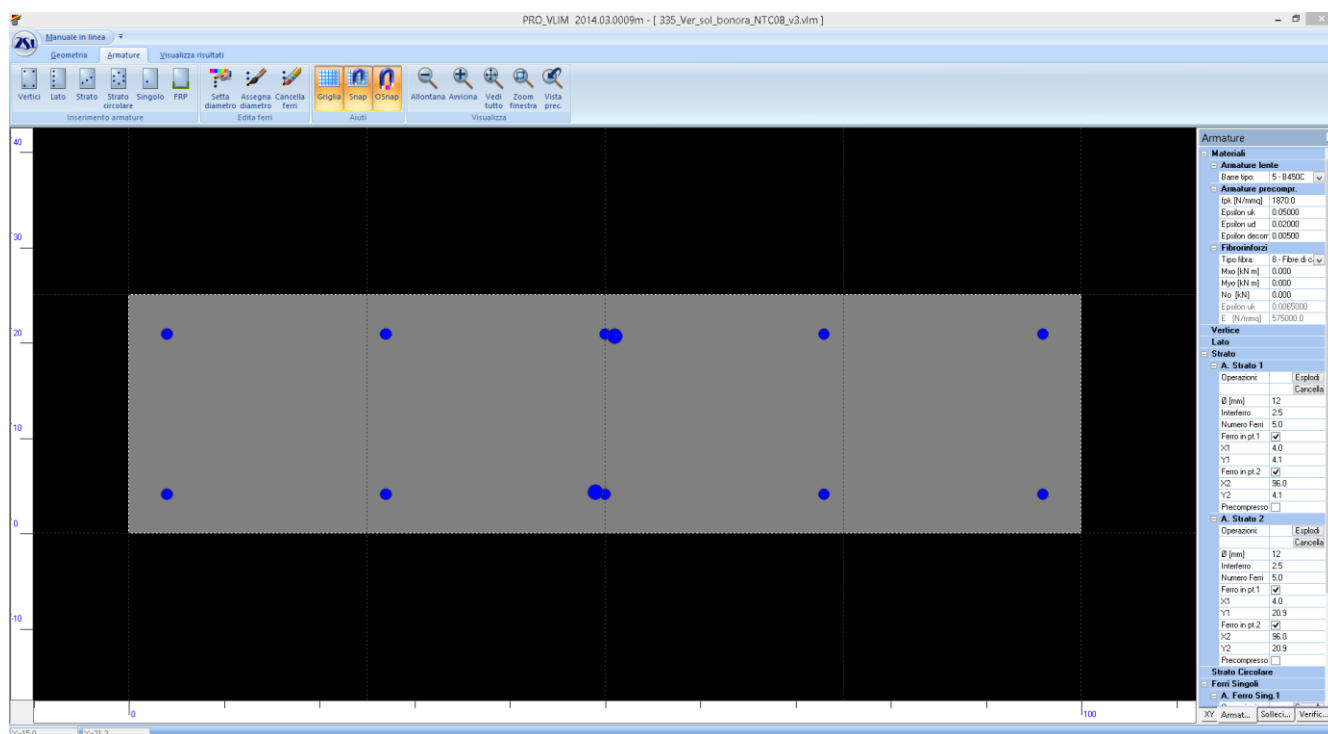 PRO_VLIM 2014.03.0009m - [ 335_Ver_sol_bonora_NTC08_v3.vlm ]
2SI Manuale in linea
Geometria Armature Visualizza risultati
Vertici Lato Strato Strato circolare Singolo FRP Setta diametro Assegna diametro Cancella ferri Griglia Snap OSnap Allontana Avvicina Vedi tutto Zoom finestra Vista prec.
Inserimento armature Edita ferri Aiuti Visualizza
40
30
20
10
0
-10
0 100
Armature
Materiali
Armature lente
Barre tipo: 5 - B450C
Armature precompr.
fpk [N/mmq] 1870.0
Epsilon uk 0.05000
Epsilon ud 0.02000
Epsilon decorr 0.00500
Fibrorinforzi
Tipo fibra: 8 - Fibre di c
Mxo [kN m] 0.000
Myo [kN m] 0.000
No [kN] 0.000
Epsilon uk 0.0065000
E [N/mmq] 575000.0
Vertice
Lato
Strato
A. Strato 1
Operazioni: Esplodi
Cancella
Ø [mm] 12
Interferro 2.5
Numero Ferri 5.0
Ferro in pt.1
X1 4.0
Y1 4.1
Ferro in pt.2
X2 96.0
Y2 4.1
Precompresso
A. Strato 2
Operazioni: Esplodi
Cancella
Ø [mm] 12
Interferro 2.5
Numero Ferri 5.0
Ferro in pt.1
X1 4.0
Y1 20.9
Ferro in pt.2
X2 96.0
Y2 20.9
Precompresso
Strato Circolare
Ferri Singoli
A. Ferro Sing.1
XY Armat... Solleci... Verific...